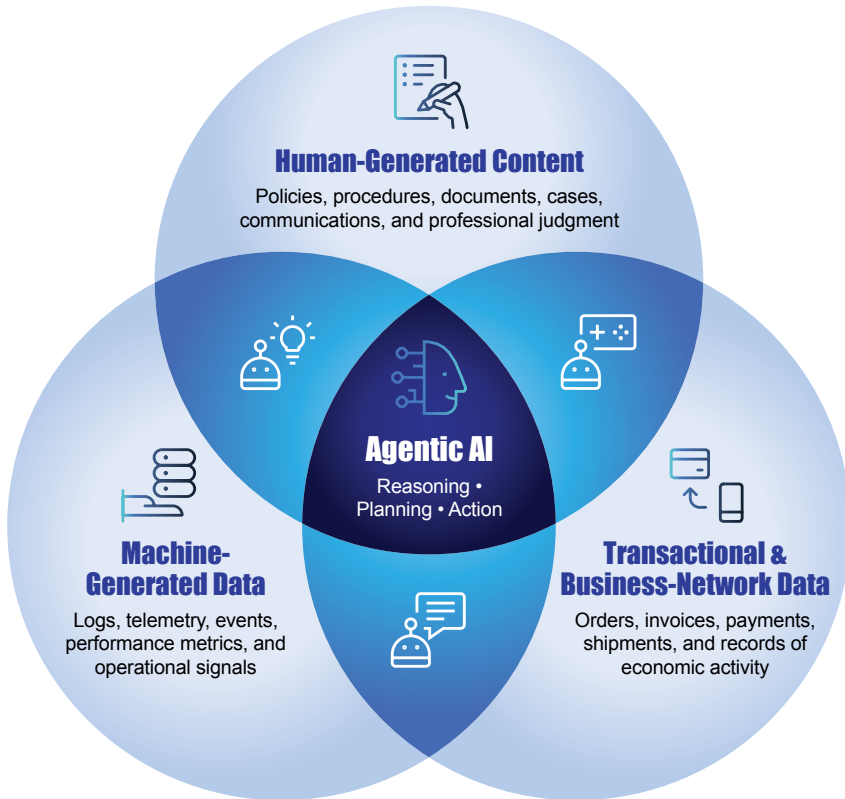 Human-Generated Content
Policies, procedures, documents, cases,
communications, and professional judgment
Agentic AI
Reasoning •
Planning • Action
Machine-
Generated Data
Logs, telemetry, events,
performance metrics, and
operational signals
Transactional &
Business-Network Data
Orders, invoices, payments,
shipments, and records of
economic activity